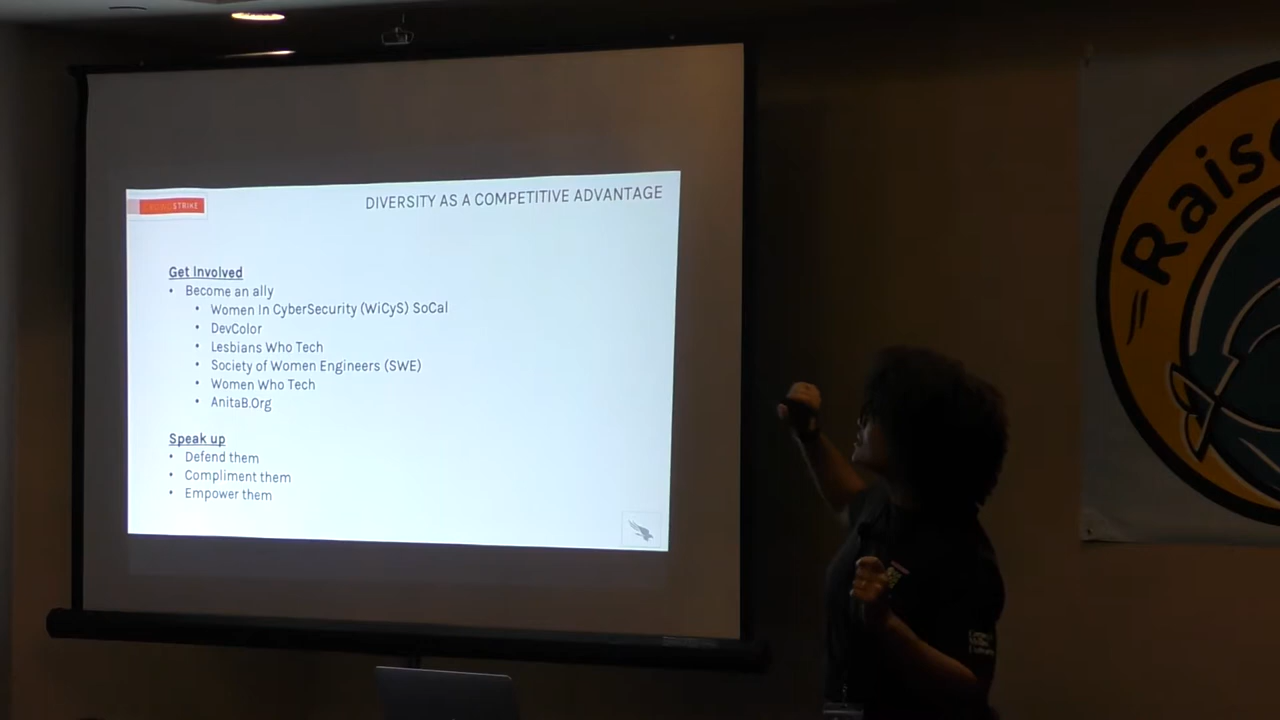 STRIKE
DIVERSITY AS A COMPETITIVE ADVANTAGE
Get Involved
• Become an ally
• Women In CyberSecurity (WiCyS) SoCal
• DevColor
• Lesbians Who Tech
• Society of Women Engineers (SWE)
• Women Who Tech
• AnitaB.Org
Speak up
• Defend them
• Compliment them
• Empower them
Raise